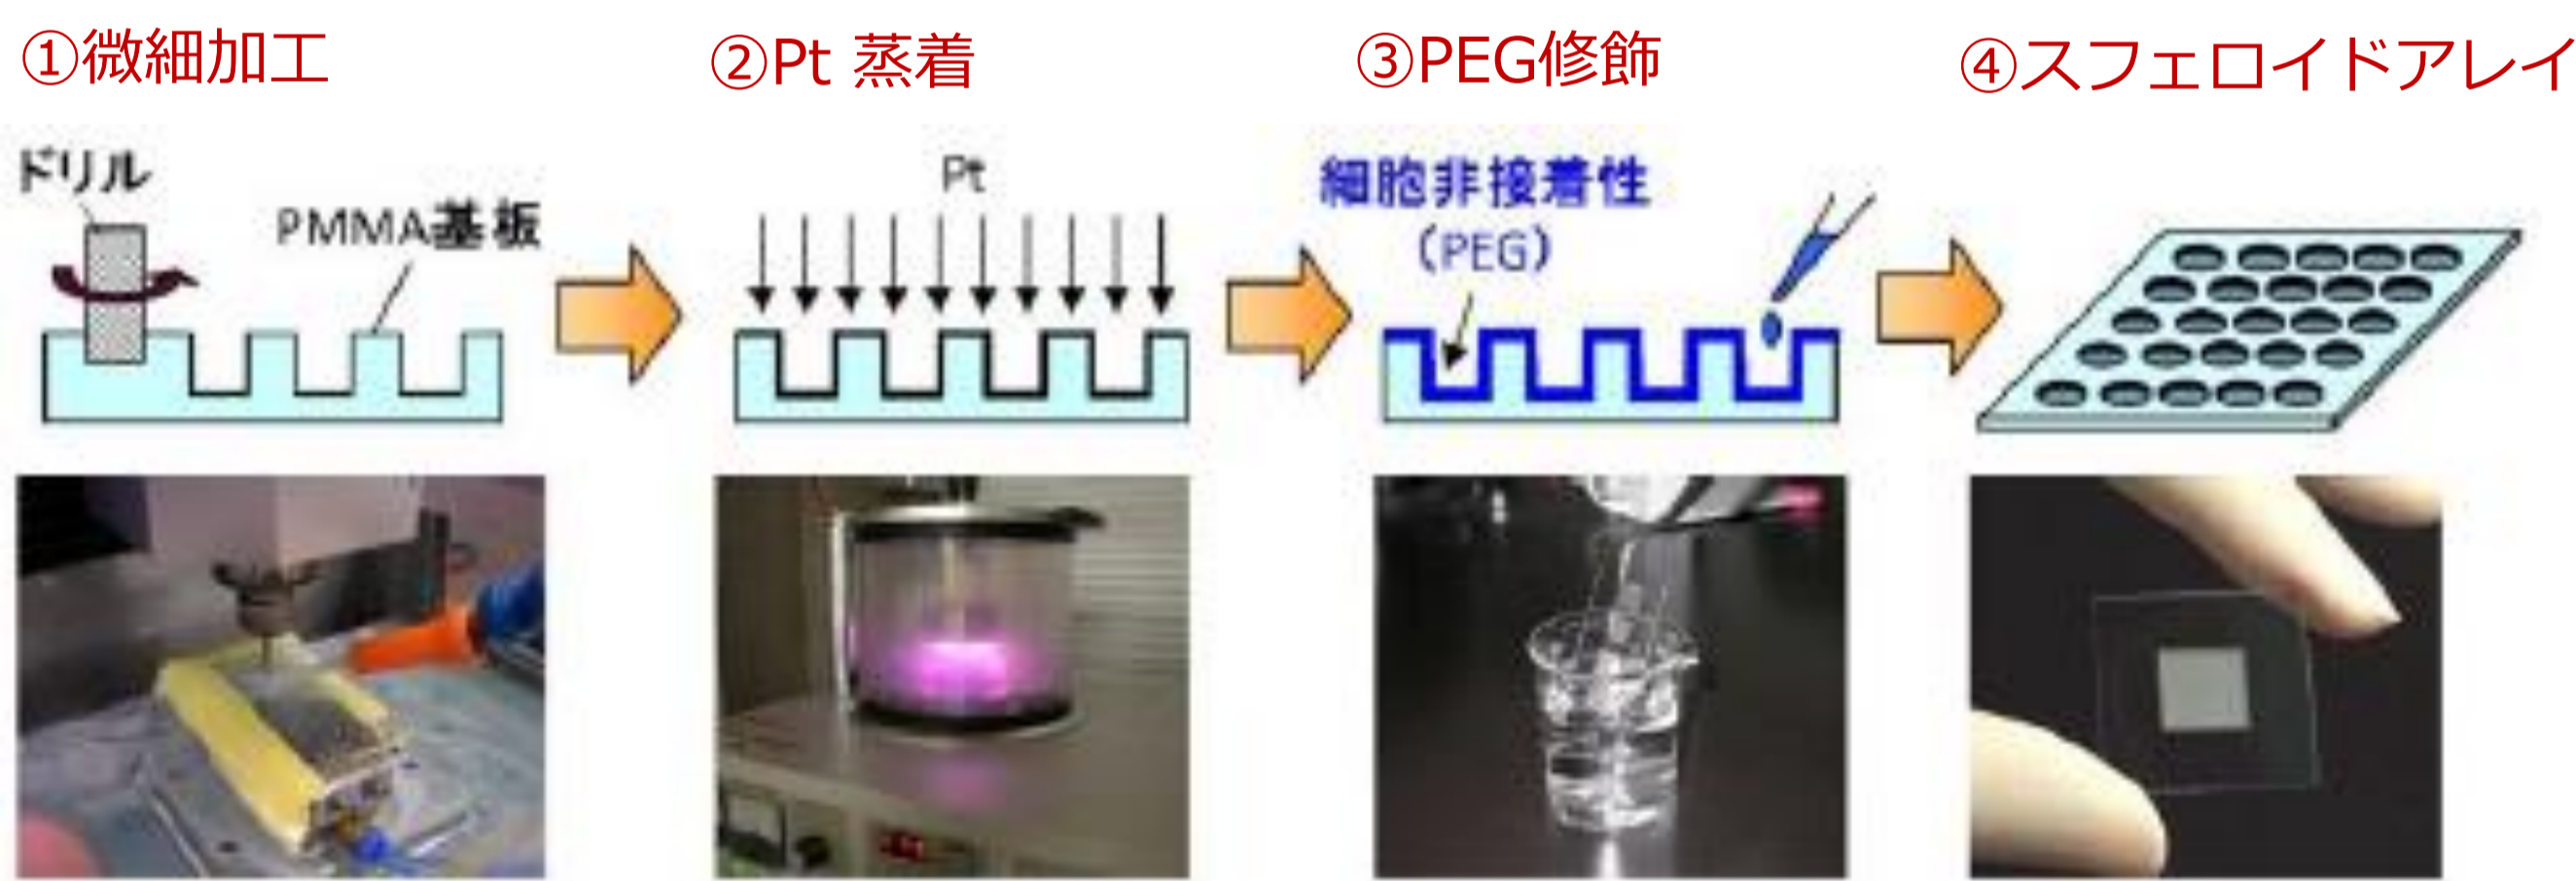 ①微細加工
②Pt 蒸着
③PEG修飾
④スフェロイドアレイ
ドリル
PMMA基板
Pt
細胞非接着性
(PEG)